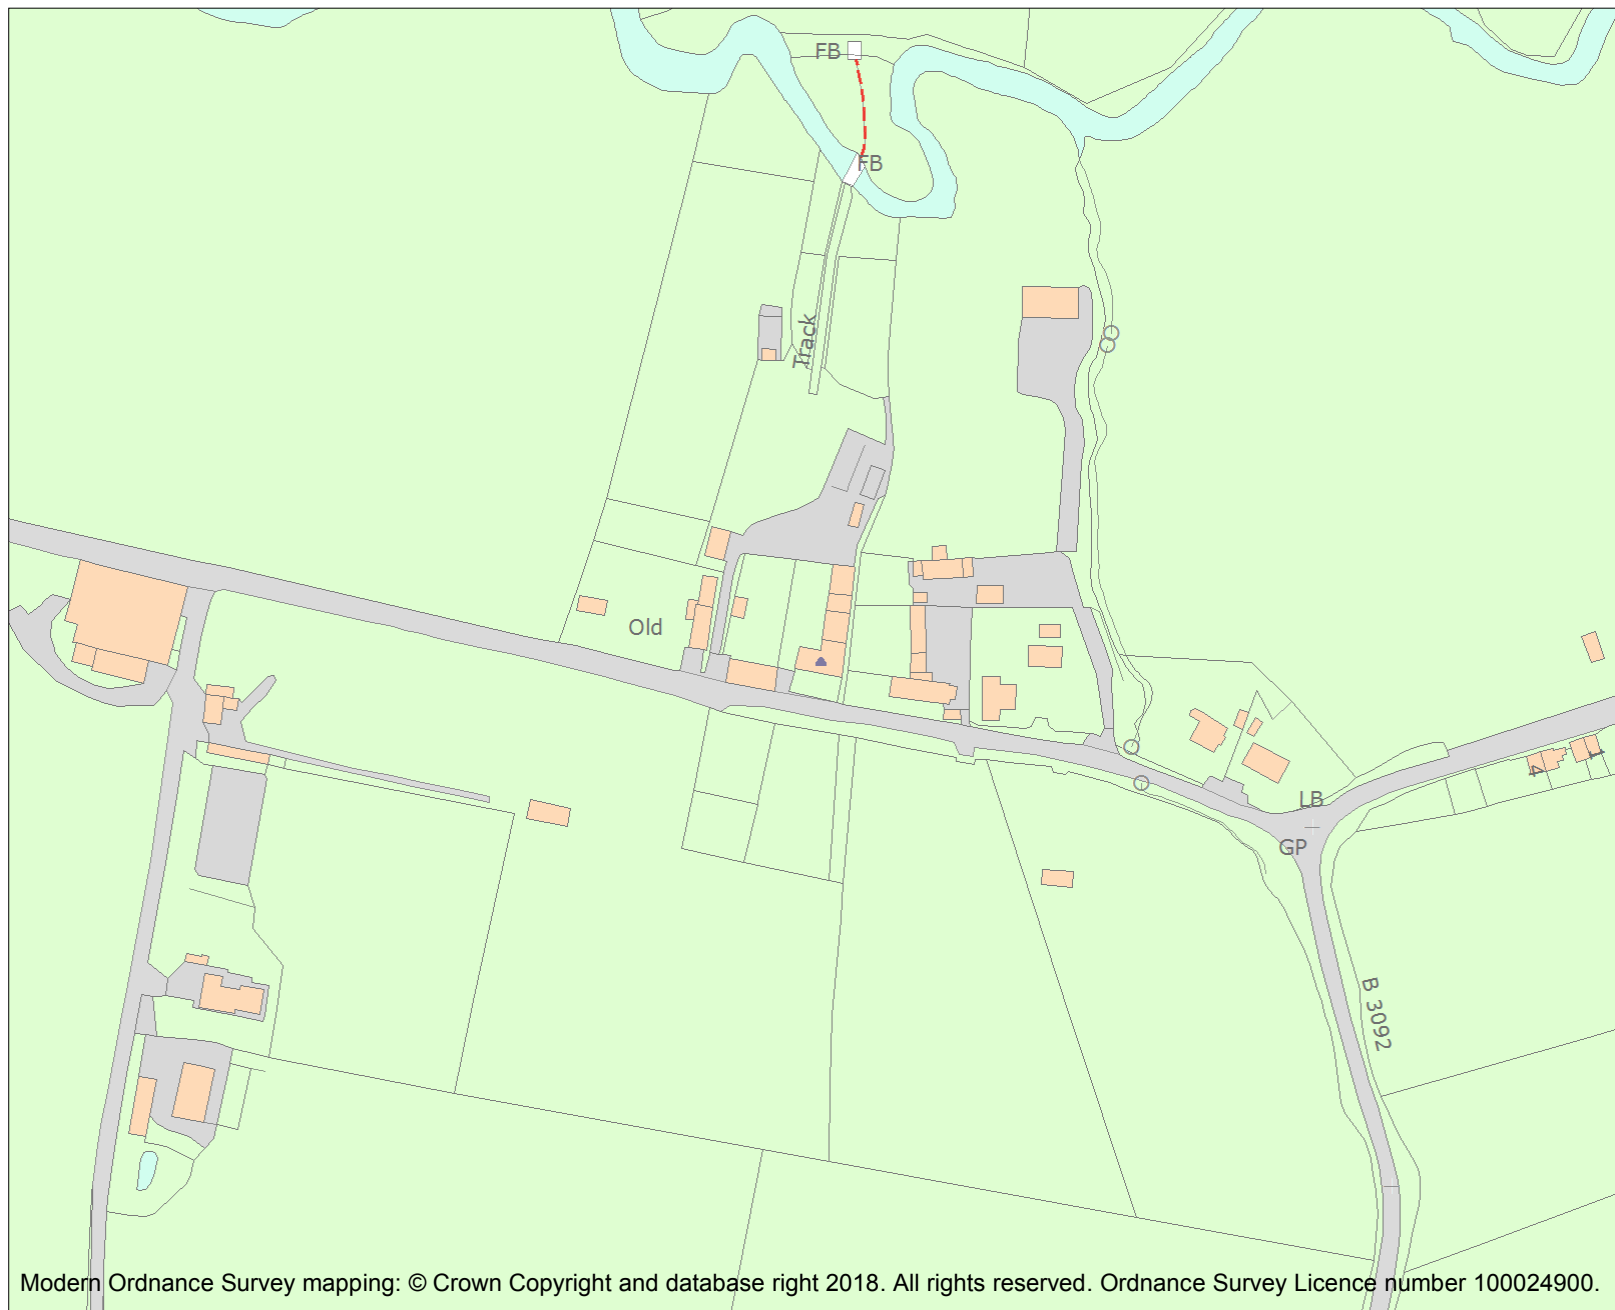 FB
FB
Track
Old
LB
GP
4
1
B 3092
Modern Ordnance Survey mapping: © Crown Copyright and database right 2018. All rights reserved. Ordnance Survey Licence number 100024900.